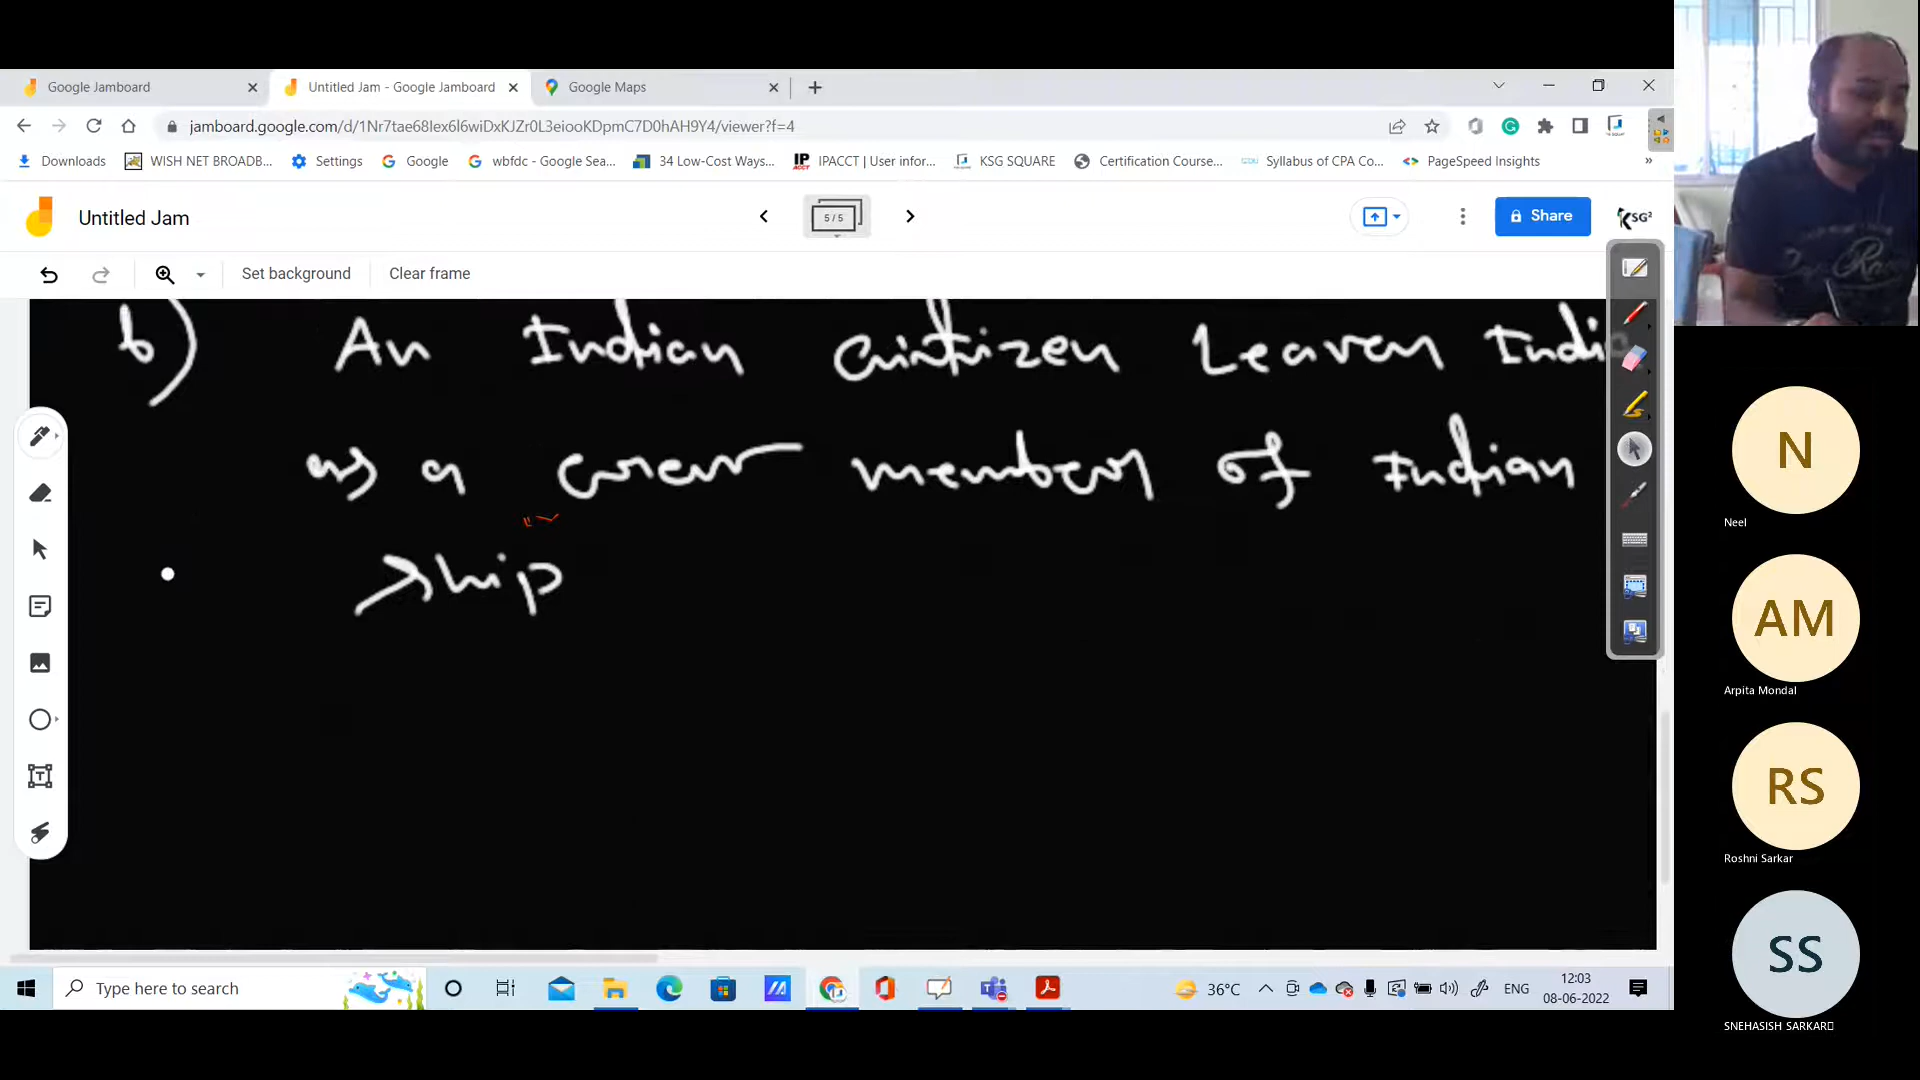 Google Jamboard
Untitled Jam - Google Jamboard
Google Maps
jamboard.google.com/d/1Nr7tae68Iex6l6wiDxKJZr0L3eiooKDpmC7D0hAH9Y4/viewer?f=4
Downloads
WISH NET BROADB...
Settings
Google
wbfdc - Google Sea...
34 Low-Cost Ways...
IPACCT | User infor...
KSG SQUARE
Certification Course...
Syllabus of CPA Co...
PageSpeed Insights
»
Untitled Jam
5 / 5
Share
KSG²
Set background
Clear frame
b) An Indian Leaves India
as a crew member of Indian
ship
N
Neel
AM
Arpita Mondal
RS
Roshni Sarkar
SS
SNEHASISH SARKAR
Type here to search
36°C
ENG
12:03
08-06-2022